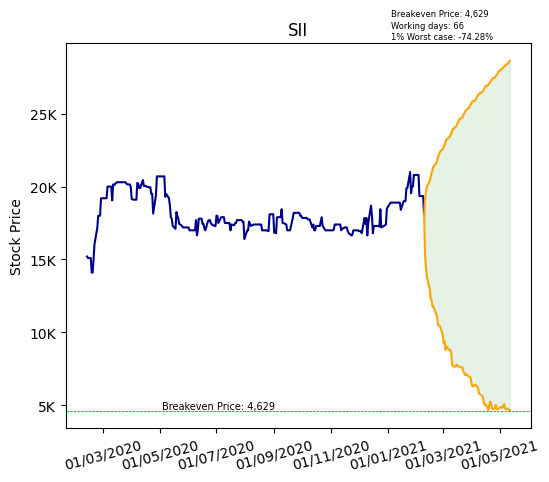 Breakeven Price: 4,629
Working days: 66
1% Worst case: -74.28%
SII
Stock Price
25K
20K
15K
10K
5K
Breakeven Price: 4,629
01/03/2020 01/05/2020 01/07/2020 01/09/2020 01/11/2020 01/01/2021 01/03/2021 01/05/2021